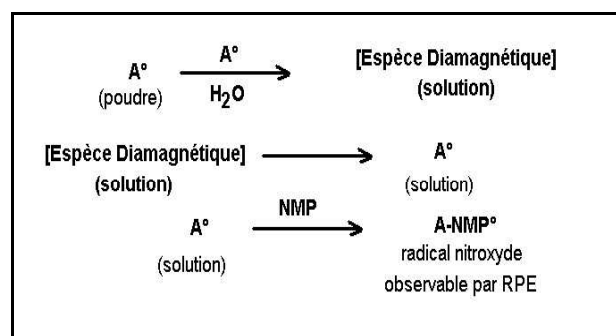 A° A° [Espèce Diamagnétique]
(poudre) H2O (solution)
[Espèce Diamagnétique] A°
(solution) (solution)
A° NMP A-NMP°
(solution) radical nitroxyde
observable par RPE